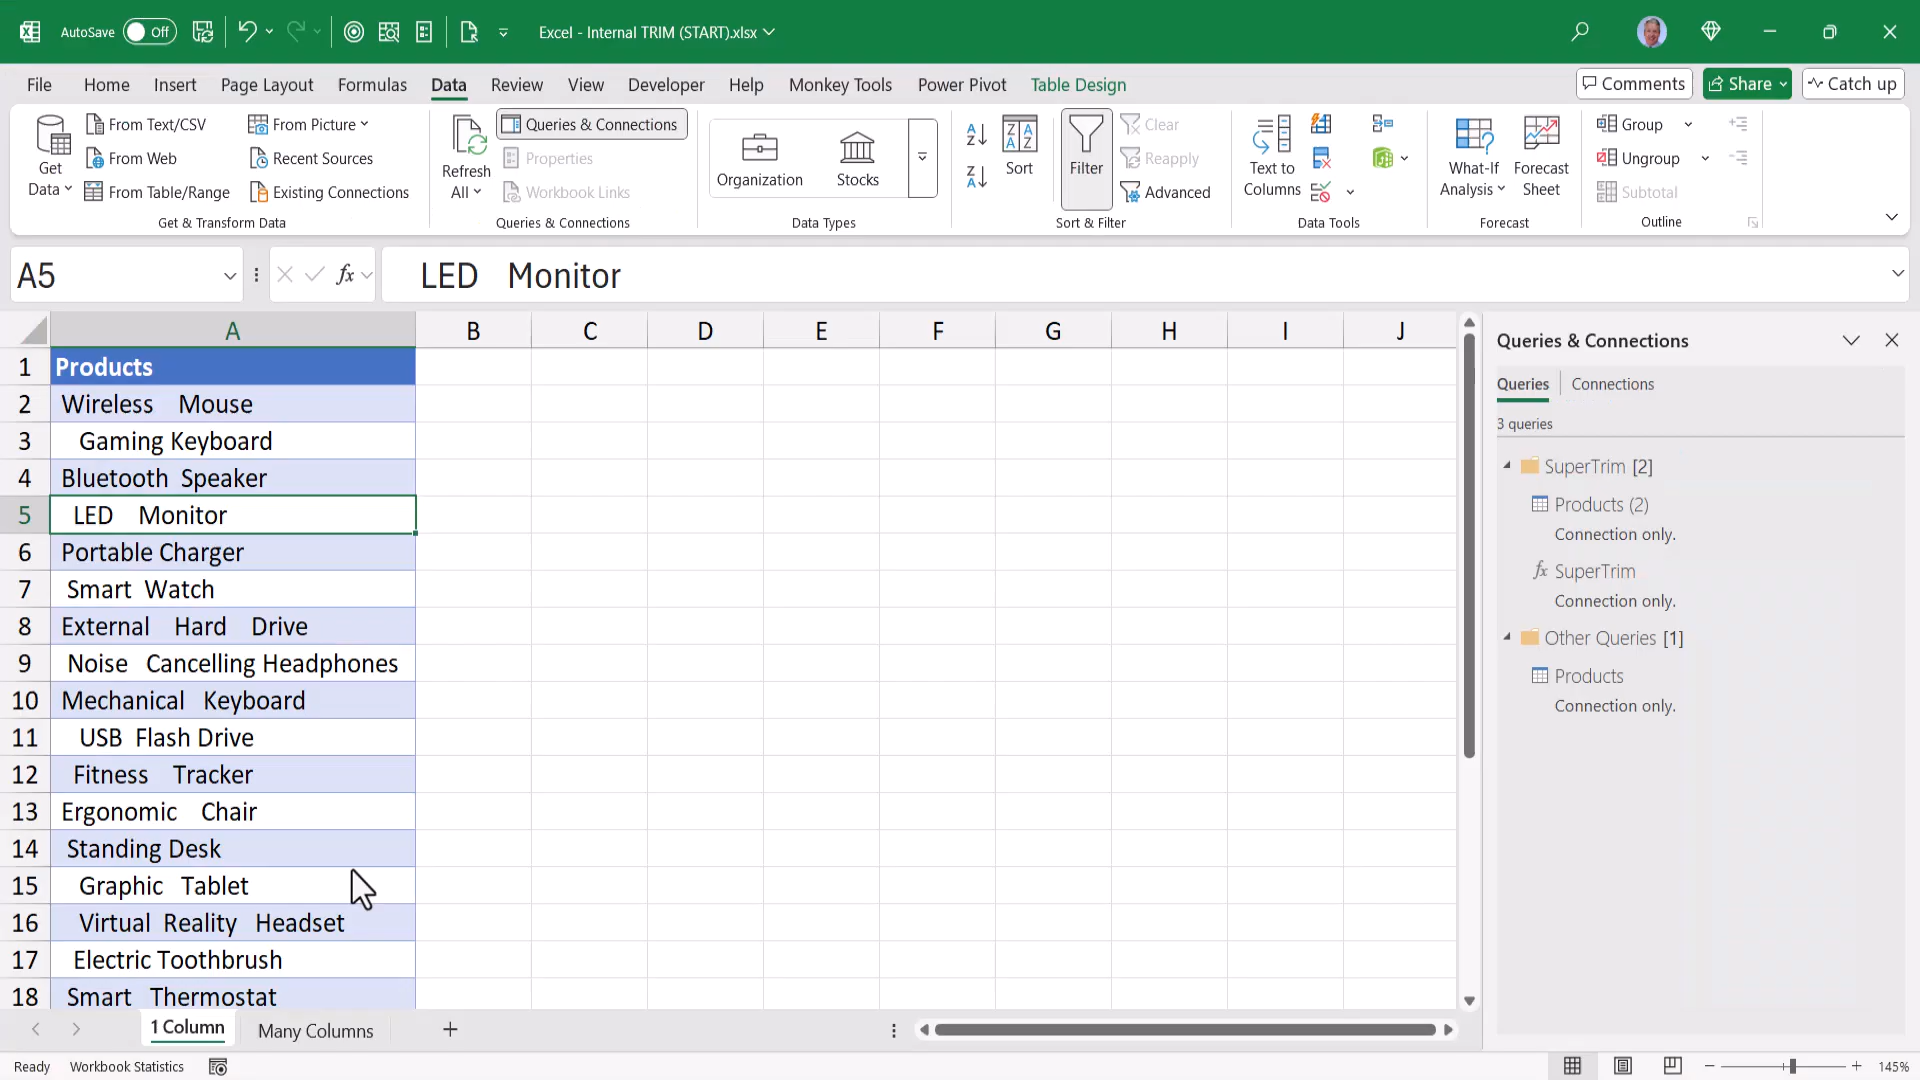 AutoSave Off Excel - Internal TRIM (START).xlsx
File Home Insert Page Layout Formulas Data Review View Developer Help Monkey Tools Power Pivot Table Design Comments Share Catch up
Get Data
From Text/CSV
From Web
From Table/Range
From Picture
Recent Sources
Existing Connections
Get & Transform Data
Refresh All
Queries & Connections
Properties
Workbook Links
Queries & Connections
Organization
Stocks
Data Types
Sort
Filter
Clear
Reapply
Advanced
Sort & Filter
Text to Columns
Data Tools
What-If Analysis
Forecast Sheet
Forecast
Group
Ungroup
Subtotal
Outline
A5 fx LED    Monitor
A B C D E F G H I J
1 Products
2 Wireless    Mouse
3 Gaming Keyboard
4 Bluetooth  Speaker
5 LED    Monitor
6 Portable Charger
7 Smart  Watch
8 External    Hard    Drive
9 Noise   Cancelling Headphones
10 Mechanical   Keyboard
11 USB  Flash Drive
12 Fitness    Tracker
13 Ergonomic    Chair
14 Standing Desk
15 Graphic   Tablet
16 Virtual  Reality   Headset
17 Electric Toothbrush
18 Smart   Thermostat
Queries & Connections
Queries Connections
3 queries
SuperTrim [2]
Products (2)
Connection only.
fx SuperTrim
Connection only.
Other Queries [1]
Products
Connection only.
1 Column Many Columns
Ready Workbook Statistics 145%